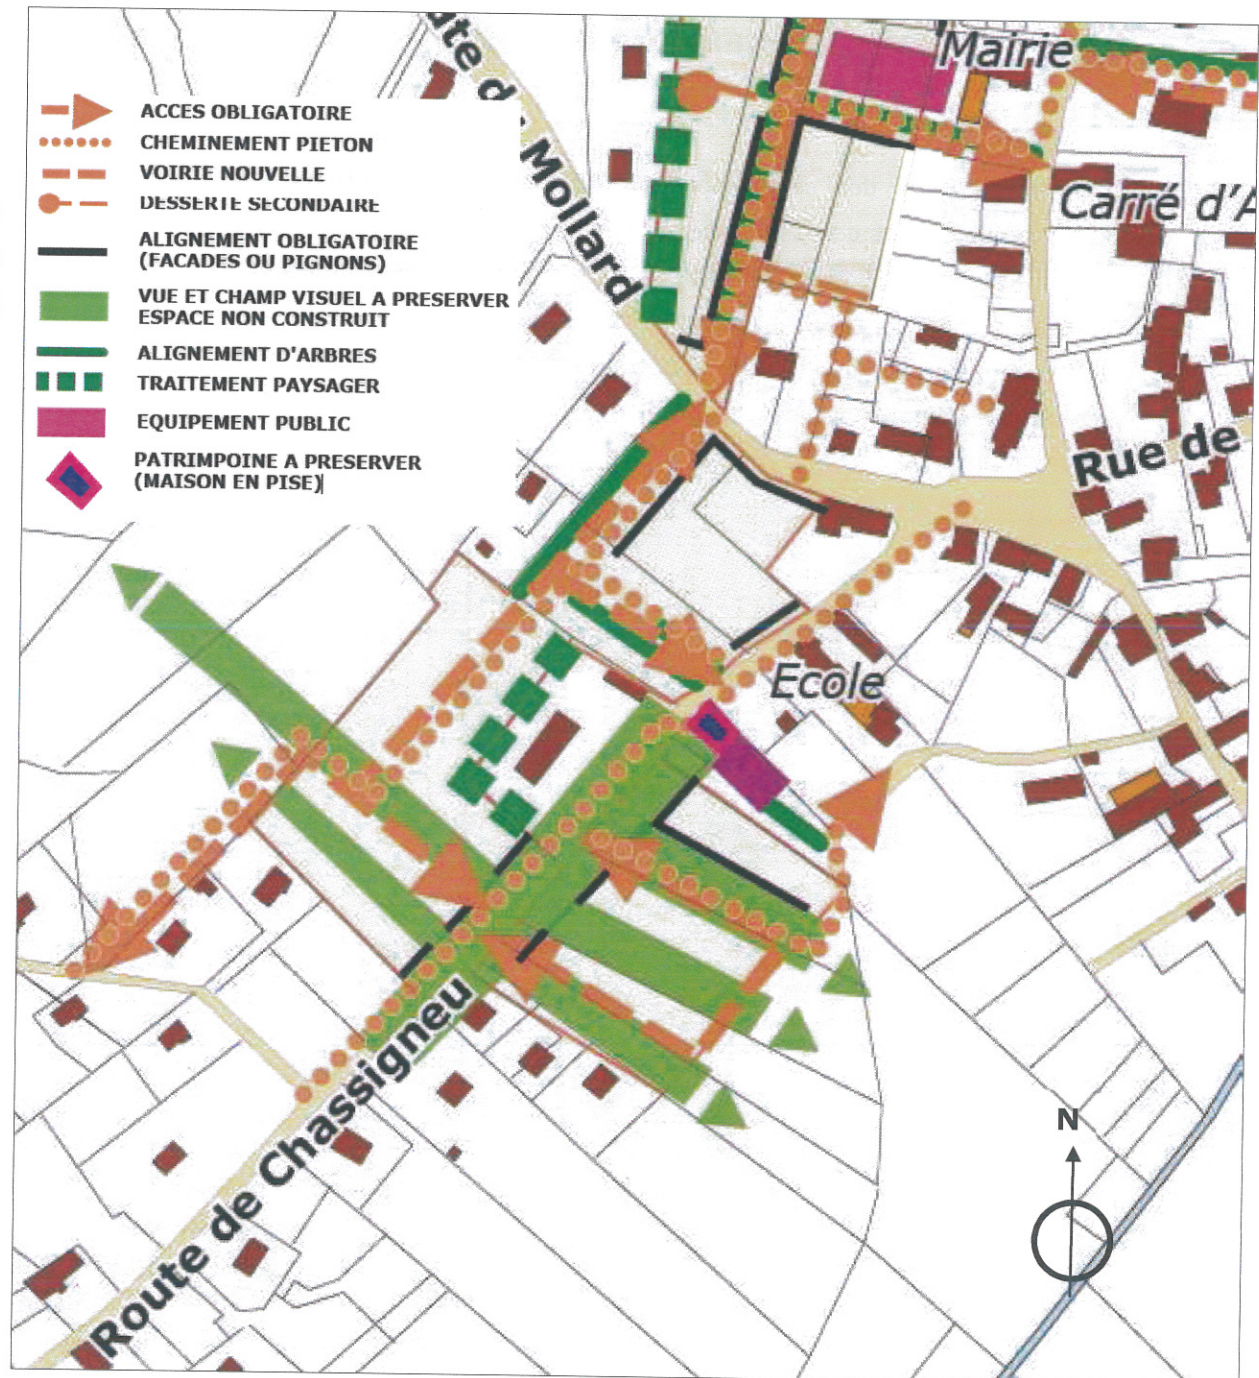 ACCES OBLIGATOIRE
CHEMINEMENT PIETON
VOIRIE NOUVELLE
DESSERTE SECONDAIRE
ALIGNEMENT OBLIGATOIRE
(FACADES OU PIGNONS)
VUE ET CHAMP VISUEL A PRESERVER
ESPACE NON CONSTRUIT
ALIGNEMENT D'ARBRES
TRAITEMENT PAYSAGER
EQUIPEMENT PUBLIC
PATRIMPOINE A PRESERVER
(MAISON EN PISE)
Mollard
Mairie
Carré d'A
Rue de
Ecole
Route de Chassigneu
N